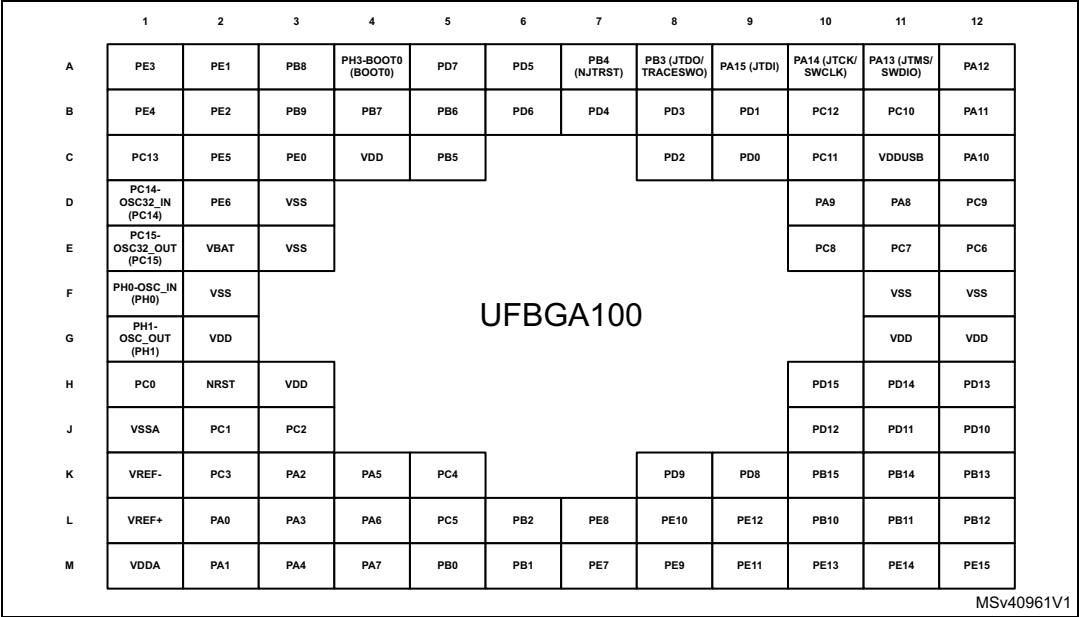 1 2 3 4 5 6 7 8 9 10 11 12
A PE3 PE1 PB8 PH3-BOOT0 (BOOT0) PD7 PD5 PB4 (NJTRST) PB3 (JTDO/ TRACESWO) PA15 (JTDI) PA14 (JTCK/ SWCLK) PA13 (JTMS/ SWDIO) PA12
B PE4 PE2 PB9 PB7 PB6 PD6 PD4 PD3 PD1 PC12 PC10 PA11
C PC13 PE5 PE0 VDD PB5 PD2 PD0 PC11 VDDUSB PA10
D PC14- OSC32_IN (PC14) PE6 VSS PA9 PA8 PC9
E PC15- OSC32_OUT (PC15) VBAT VSS PC8 PC7 PC6
F PH0-OSC_IN (PH0) VSS VSS VSS
UFBGA100
G PH1- OSC_OUT (PH1) VDD VDD VDD
H PC0 NRST VDD PD15 PD14 PD13
J VSSA PC1 PC2 PD12 PD11 PD10
K VREF- PC3 PA2 PA5 PC4 PD9 PD8 PB15 PB14 PB13
L VREF+ PA0 PA3 PA6 PC5 PB2 PE8 PE10 PE12 PB10 PB11 PB12
M VDDA PA1 PA4 PA7 PB0 PB1 PE7 PE9 PE11 PE13 PE14 PE15
MSv40961V1